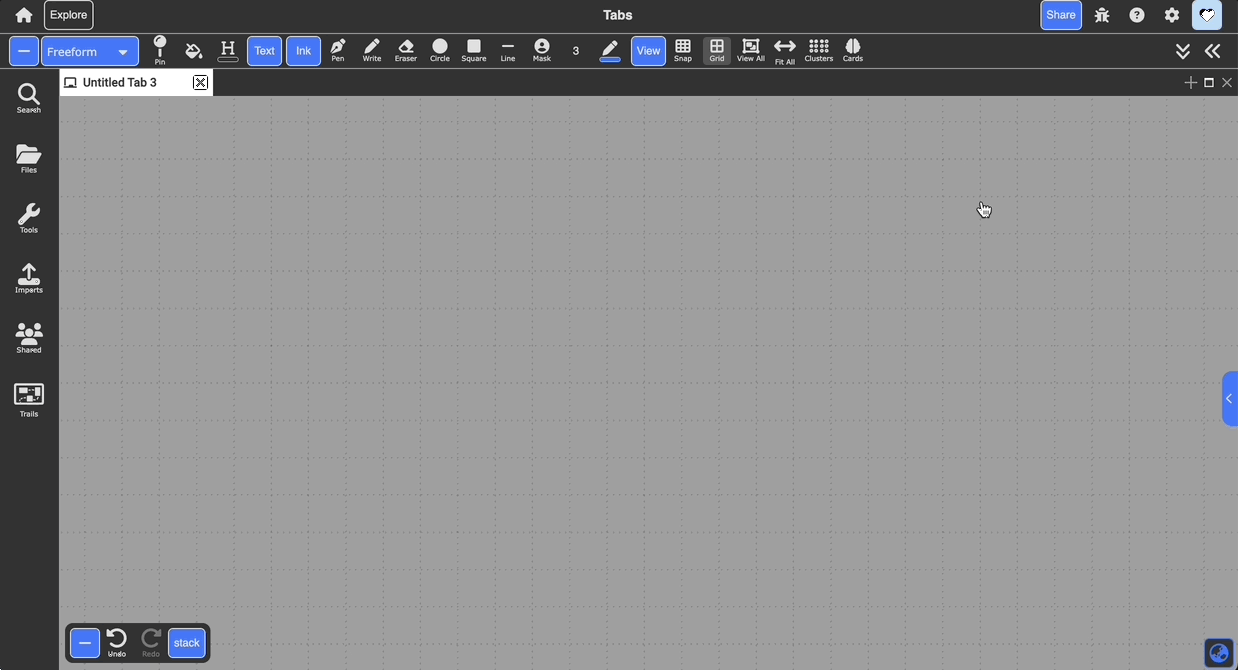 Explore
Tabs
Share
Freeform
Pin
H
Text
Ink
Pen
Write
Eraser
Circle
Square
Line
Mask
3
View
Snap
Grid
View All
Fit All
Clusters
Cards
Untitled Tab 3
Search
Files
Tools
Imports
Shared
Trails
Undo
Redo
stack